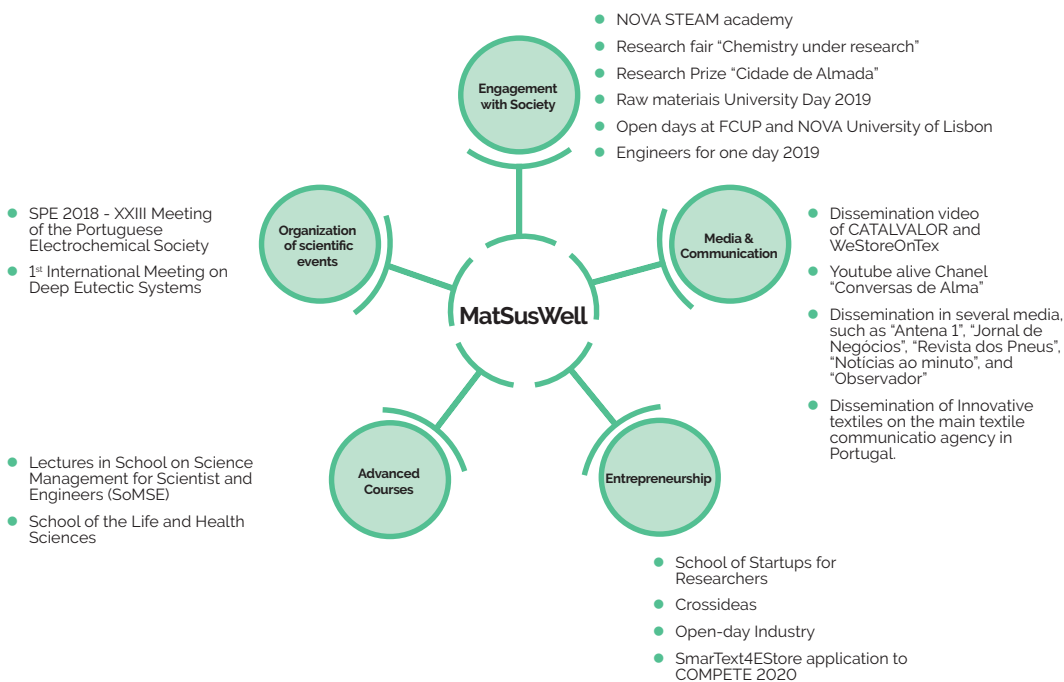 NOVA STEAM academy
Research fair “Chemistry under research”
Research Prize “Cidade de Almada”
Raw materiais University Day 2019
Open days at FCUP and NOVA University of Lisbon
Engineers for one day 2019
Engagement
with Society
SPE 2018 - XXIII Meeting
of the Portuguese
Electrochemical Society
1st International Meeting on
Deep Eutectic Systems
Organization
of scientific
events
Media &
Communication
Dissemination video
of CATALVALOR and
WeStoreOnTex
Youtube alive Chanel
“Conversas de Alma”
Dissemination in several media,
such as “Antena 1”, “Jornal de
Negócios”, “Revista dos Pneus”,
“Notícias ao minuto”, and
“Observador”
Dissemination of Innovative
textiles on the main textile
communicatio agency in
Portugal.
MatSusWell
Lectures in School on Science
Management for Scientist and
Engineers (SoMSE)
School of the Life and Health
Sciences
Advanced
Courses
Entrepreneurship
School of Startups for
Researchers
Crossideas
Open-day Industry
SmarText4EStore application to
COMPETE 2020